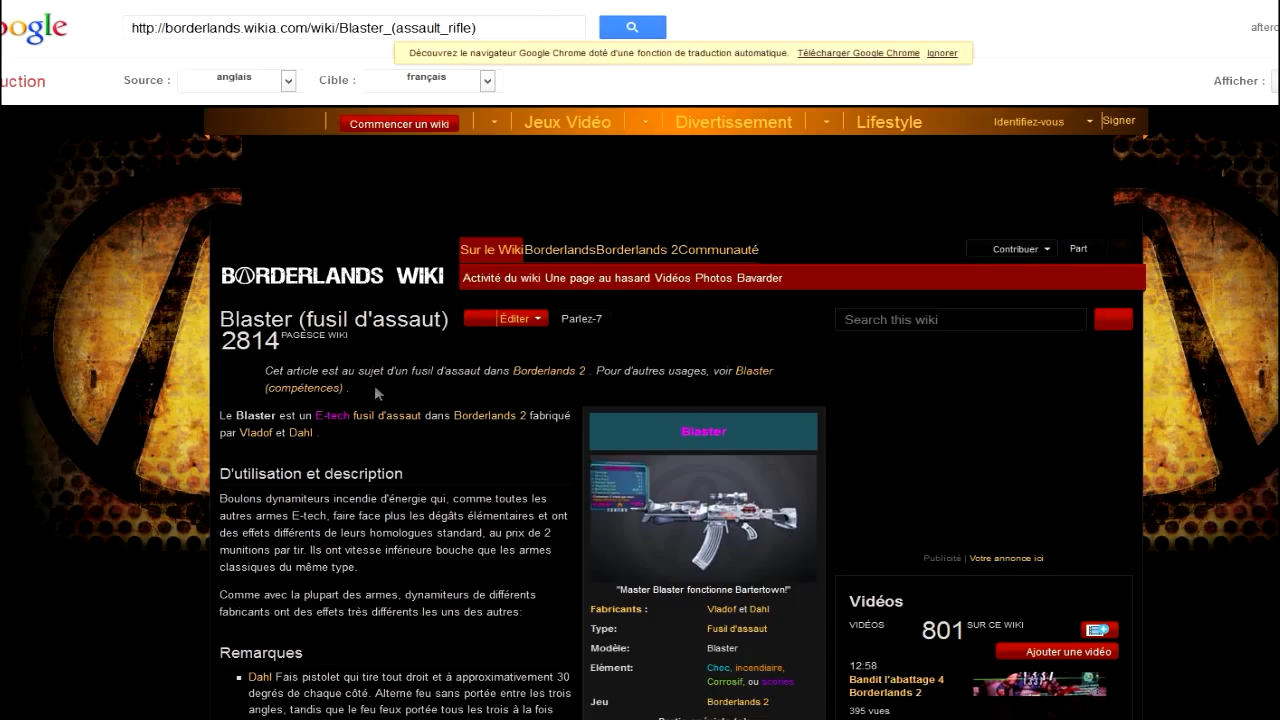 oogle
http://borderlands.wikia.com/wiki/Blaster_(assault_rifle)
Découvrez le navigateur Google Chrome doté d'une fonction de traduction automatique. Télécharger Google Chrome Ignorer
uction
Source : anglais Cible : français Afficher :
Commencer un wiki Jeux Vidéo Divertissement Lifestyle Identifiez-vous Signer
Sur le Wiki Borderlands Borderlands 2 Communauté Contribuer Part
BORDERLANDS WIKI
Activité du wiki Une page au hasard Vidéos Photos Bavarder
Blaster (fusil d'assaut) Éditer Parlez-7
Search this wiki
2814 PAGESCE WIKI
Cet article est au sujet d'un fusil d'assaut dans Borderlands 2 . Pour d'autres usages, voir Blaster
(compétences) .
Le Blaster est un E-tech fusil d'assaut dans Borderlands 2 fabriqué
par Vladof et Dahl .
D'utilisation et description
Boulons dynamiteurs incendie d'énergie qui, comme toutes les
autres armes E-tech, faire face plus les dégâts élémentaires et ont
des effets différents de leurs homologues standard, au prix de 2
munitions par tir. Ils ont vitesse inférieure bouche que les armes
classiques du même type.
Comme avec la plupart des armes, dynamiteurs de différents
fabricants ont des effets très différents les uns des autres:
Remarques
Dahl Fais pistolet qui tire tout droit et à approximativement 30
degrés de chaque côté. Alterne feu sans portée entre les trois
angles, tandis que le feu feux portée tous les trois à la fois
Blaster
"Master Blaster fonctionne Bartertown!"
Fabricants : Vladof et Dahl
Type: Fusil d'assaut
Modèle: Blaster
Elément: Choc, incendiaire,
Corrosif, ou scories.
Jeu Borderlands 2
Publicité | Votre annonce ici
Vidéos
VIDÉOS 801 SUR CE WIKI
Ajouter une vidéo
12:58
Bandit l'abattage 4
Borderlands 2
395 vues